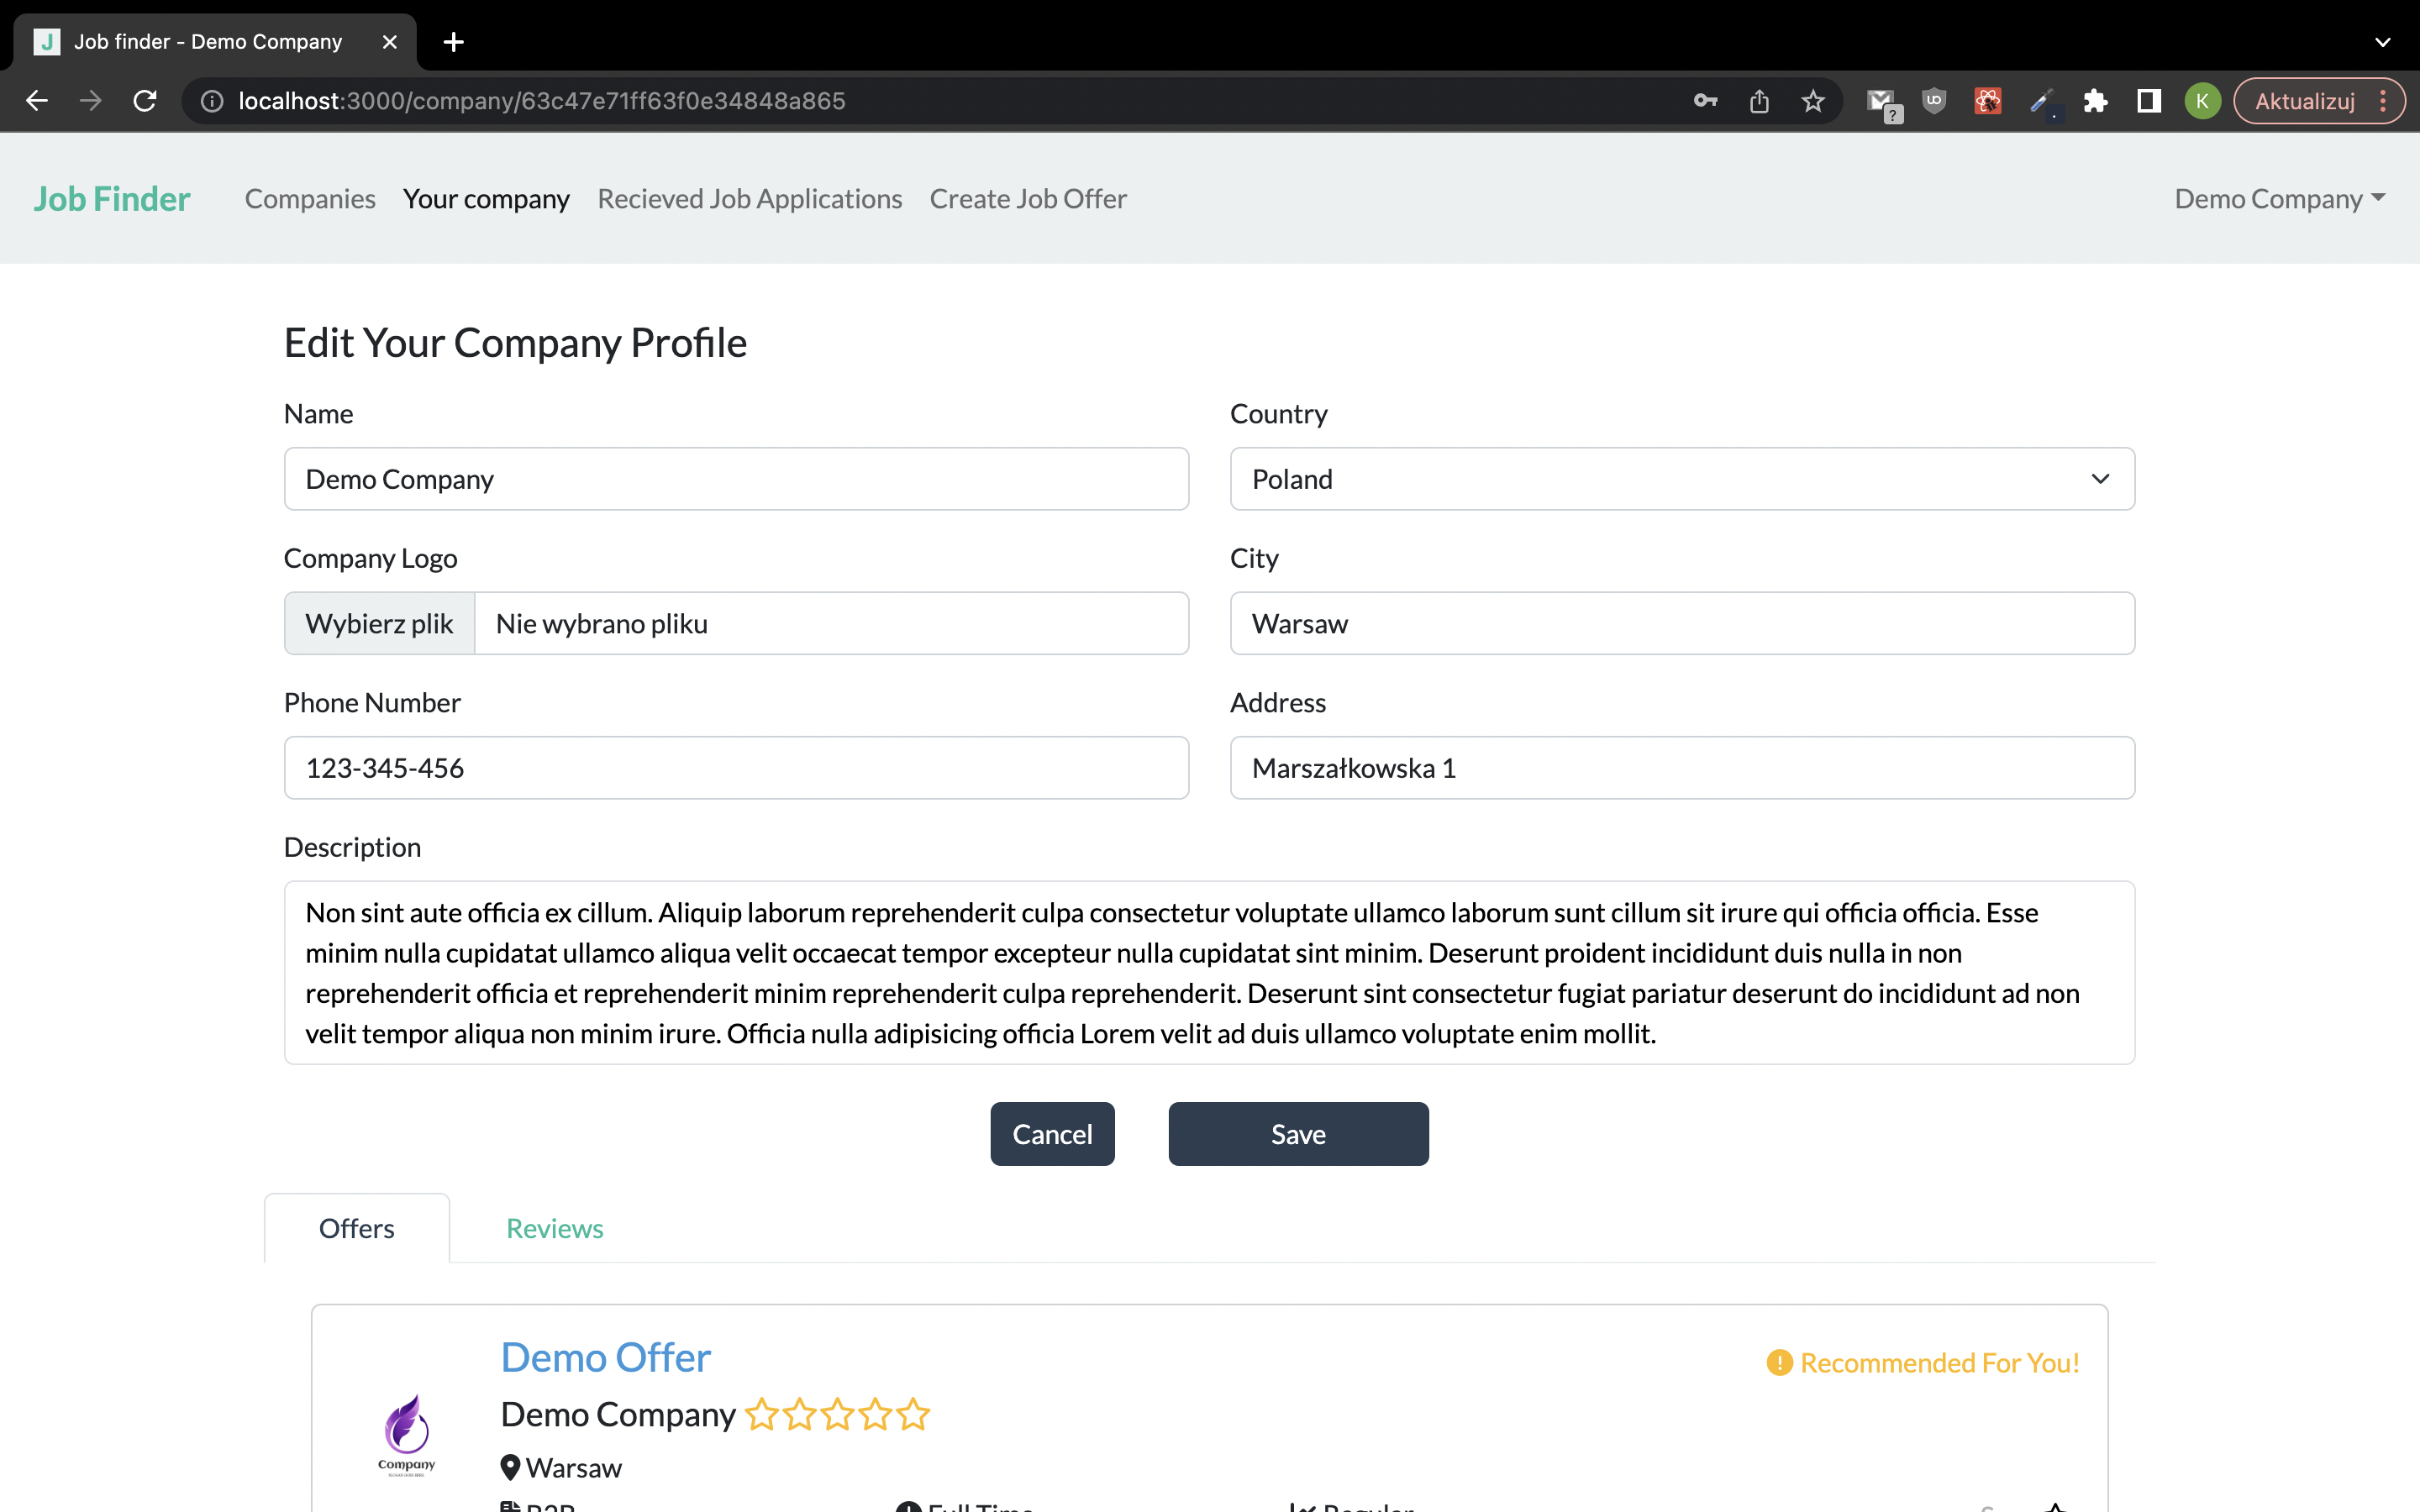 J Job finder - Demo Company
localhost:3000/company/63c47e71ff63f0e34848a865
?
UD
K
Aktualizuj
Job Finder Companies Your company Recieved Job Applications Create Job Offer Demo Company
Edit Your Company Profile
Name
Demo Company
Country
Poland
Company Logo
Wybierz plik Nie wybrano pliku
City
Warsaw
Phone Number
123-345-456
Address
Marszałkowska 1
Description
Non sint aute officia ex cillum. Aliquip laborum reprehenderit culpa consectetur voluptate ullamco laborum sunt cillum sit irure qui officia officia. Esse
minim nulla cupidatat ullamco aliqua velit occaecat tempor excepteur nulla cupidatat sint minim. Deserunt proident incididunt duis nulla in non
reprehenderit officia et reprehenderit minim reprehenderit culpa reprehenderit. Deserunt sint consectetur fugiat pariatur deserunt do incididunt ad non
velit tempor aliqua non minim irure. Officia nulla adipisicing officia Lorem velit ad duis ullamco voluptate enim mollit.
Cancel Save
Offers Reviews
Demo Offer
Recommended For You!
Demo Company
Company
Warsaw
B2B Full Time Regular